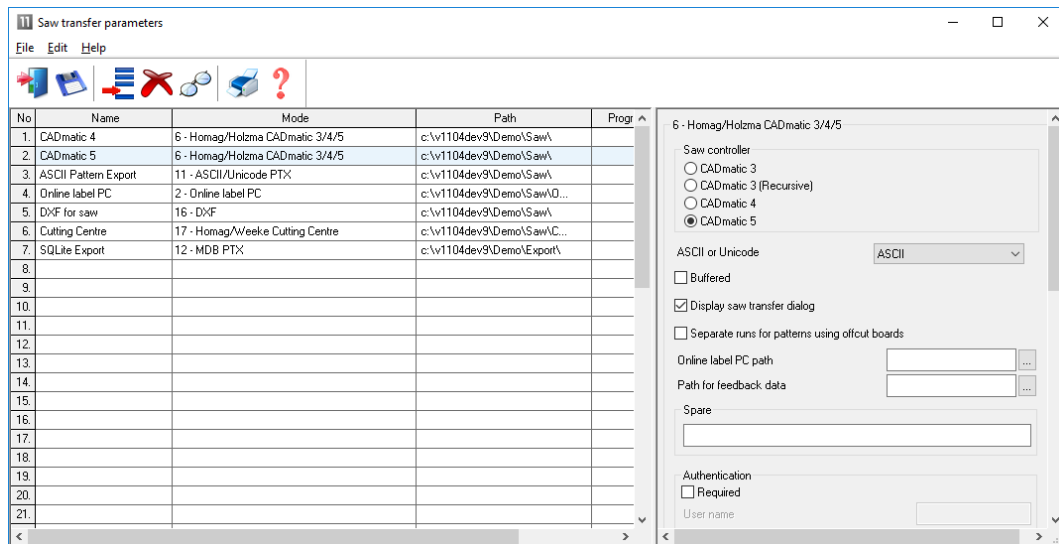 11 Saw transfer parameters
File Edit Help
No Name Mode Path Progr
1. CADmatic 4 6 - Homag/Holzma CADmatic 3/4/5 c:\v1104dev9\Demo\Saw\
2. CADmatic 5 6 - Homag/Holzma CADmatic 3/4/5 c:\v1104dev9\Demo\Saw\
3. ASCII Pattern Export 11 - ASCII/Unicode PTX c:\v1104dev9\Demo\Saw\
4. Online label PC 2 - Online label PC c:\v1104dev9\Demo\Saw\O...
5. DXF for saw 16 - DXF c:\v1104dev9\Demo\Saw\
6. Cutting Centre 17 - Homag/Weeke Cutting Centre c:\v1104dev9\Demo\Saw\C...
7. SQLite Export 12 - MDB PTX c:\v1104dev9\Demo\Export\
8.
9.
10.
11.
12.
13.
14.
15.
16.
17.
18.
19.
20.
21.
6 - Homag/Holzma CADmatic 3/4/5
Saw controller
CADmatic 3
CADmatic 3 (Recursive)
CADmatic 4
CADmatic 5
ASCII or Unicode ASCII
Buffered
Display saw transfer dialog
Separate runs for patterns using offcut boards
Online label PC path ...
Path for feedback data ...
Spare
Authentication
Required
User name